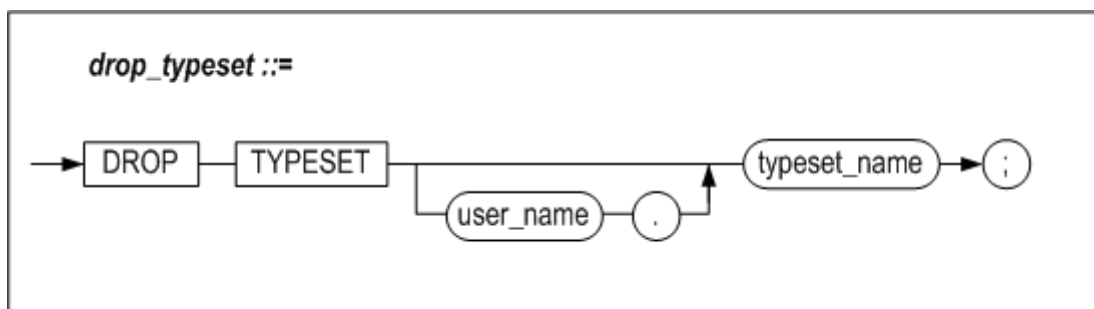 drop_typeset ::=
DROP TYPESET typeset_name ;
user_name .